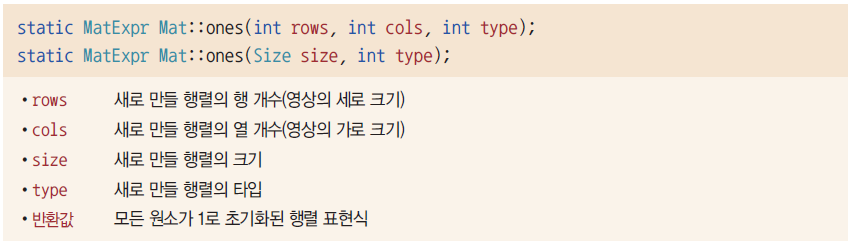 static MatExpr Mat::ones(int rows, int cols, int type);
static MatExpr Mat::ones(Size size, int type);
• rows 새로 만들 행렬의 행 개수(영상의 세로 크기)
• cols 새로 만들 행렬의 열 개수(영상의 가로 크기)
• size 새로 만들 행렬의 크기
• type 새로 만들 행렬의 타입
• 반환값 모든 원소가 1로 초기화된 행렬 표현식